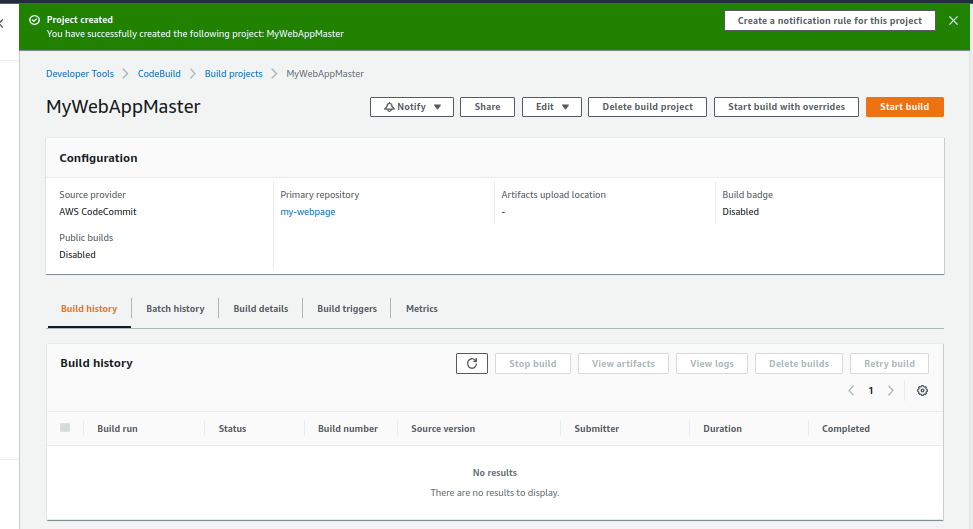 Project created
You have successfully created the following project: MyWebAppMaster
Create a notification rule for this project
Developer Tools
CodeBuild
Build projects
MyWebAppMaster
MyWebAppMaster
Notify
Share
Edit
Delete build project
Start build with overrides
Start build
Configuration
Source provider
AWS CodeCommit
Primary repository
my-webpage
Artifacts upload location
-
Build badge
Disabled
Public builds
Disabled
Build history
Batch history
Build details
Build triggers
Metrics
Build history
Stop build
View artifacts
View logs
Delete builds
Retry build
1
Build run
Status
Build number
Source version
Submitter
Duration
Completed
No results
There are no results to display.